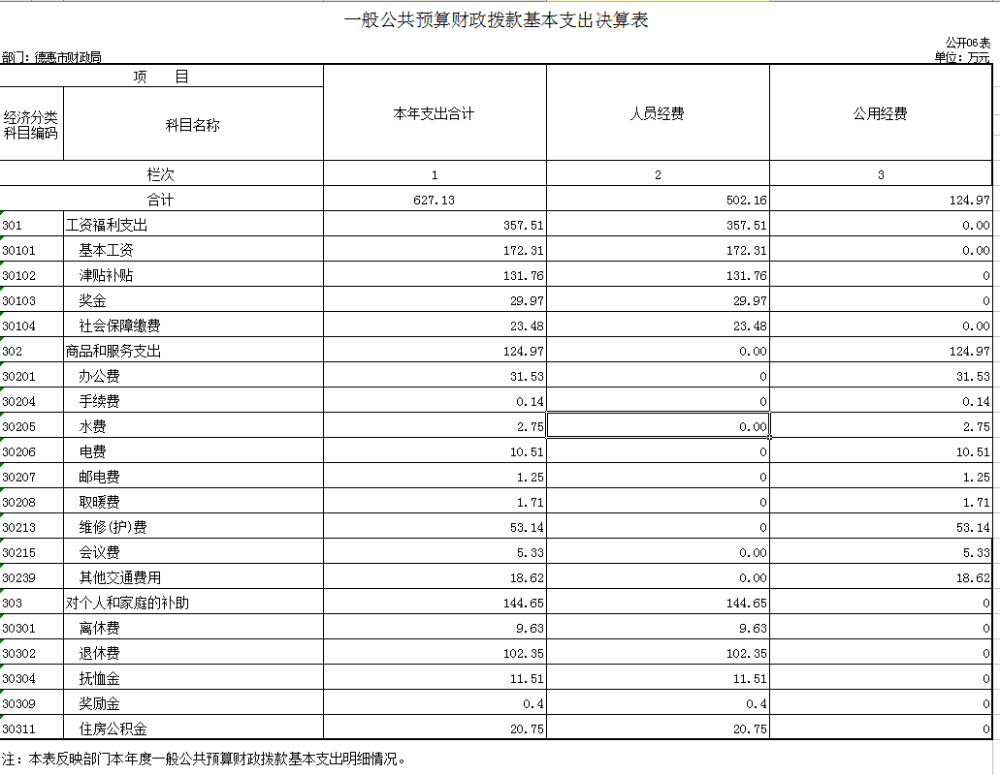 一般公共预算财政拨款基本支出决算表
公开06表
部门：德惠市财政局 单位：万元
项 目 本年支出合计 人员经费 公用经费
经济分类科目编码 科目名称
栏次 1 2 3
合计 627.13 502.16 124.97
301 工资福利支出 357.51 357.51 0.00
30101 基本工资 172.31 172.31 0.00
30102 津贴补贴 131.76 131.76 0
30103 奖金 29.97 29.97 0
30104 社会保障缴费 23.48 23.48 0.00
302 商品和服务支出 124.97 0.00 124.97
30201 办公费 31.53 0 31.53
30204 手续费 0.14 0 0.14
30205 水费 2.75 0.00 2.75
30206 电费 10.51 0 10.51
30207 邮电费 1.25 0 1.25
30208 取暖费 1.71 0 1.71
30213 维修(护)费 53.14 0 53.14
30215 会议费 5.33 0.00 5.33
30239 其他交通费用 18.62 0.00 18.62
303 对个人和家庭的补助 144.65 144.65 0
30301 离休费 9.63 9.63 0
30302 退休费 102.35 102.35 0
30304 抚恤金 11.51 11.51 0
30309 奖励金 0.4 0.4 0
30311 住房公积金 20.75 20.75 0
注：本表反映部门本年度一般公共预算财政拨款基本支出明细情况。